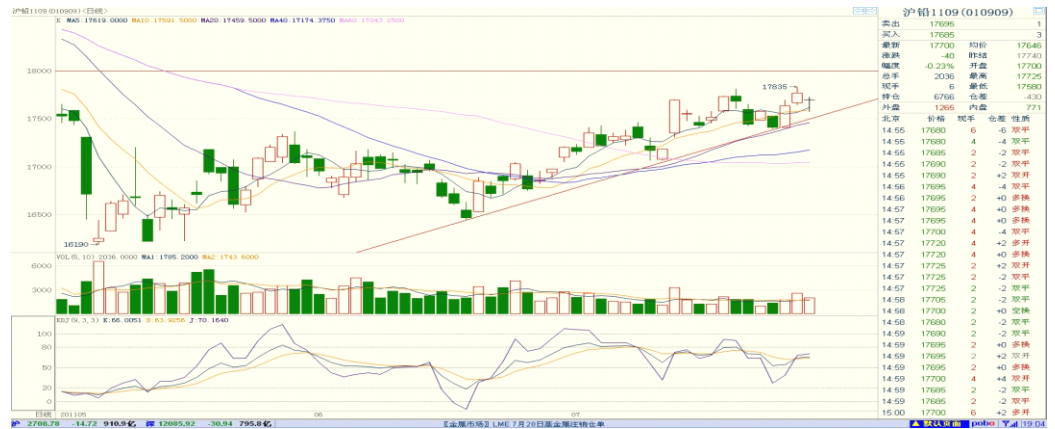 沪铅1109(010909)<日线>
K MA5:17619.0000 MA10:17591.5000 MA20:17459.5000 MA40:17174.3750 MA60:17043.2500
18000
17835
17500
17000
16500
16190
VOL(5,10) 2036.0000 MA1:1785.2000 MA2:1743.6000
6000
3000
KDJ(9,3,3) K:66.0051 D:63.9256 J:70.1640
100
80
50
20
0
日线 201105 06 07
沪铅1109(010909)
卖出 17695 1
买入 17685 3
最新 17700 均价 17646
涨跌 -40 昨结 17740
幅度 -0.23% 开盘 17700
总手 2036 最高 17725
现手 6 最低 17580
持仓 6766 仓差 -430
外盘 1265 内盘 771
北京 价格 现手 仓差 性质
14:55 17680 6 -6 双平
14:55 17680 4 -4 双平
14:55 17685 2 -2 双平
14:55 17690 2 -2 双平
14:55 17690 2 +2 双开
14:56 17695 4 -4 双平
14:56 17695 2 +0 多换
14:57 17695 2 +0 多换
14:57 17695 2 +0 多换
14:57 17700 4 -4 双平
14:57 17720 4 +2 多开
14:57 17720 4 +0 多换
14:57 17725 2 +2 双开
14:57 17725 2 -2 双平
14:57 17725 2 -2 双平
14:58 17705 2 -2 双平
14:58 17700 2 +0 空换
14:58 17680 2 -2 双平
14:59 17690 2 -2 双平
14:59 17695 2 +0 多换
14:59 17695 2 +2 双开
14:59 17695 2 +0 多换
14:59 17700 4 +4 双开
14:59 17685 2 -2 双平
14:59 17685 2 -2 双平
15:00 17700 6 +2 多开
沪 2708.78 -14.72 910.9亿 深 12085.92 -30.94 795.8亿 【金属市场】LME 7月20日基金属注销仓单 默认页面 pobo 19:04